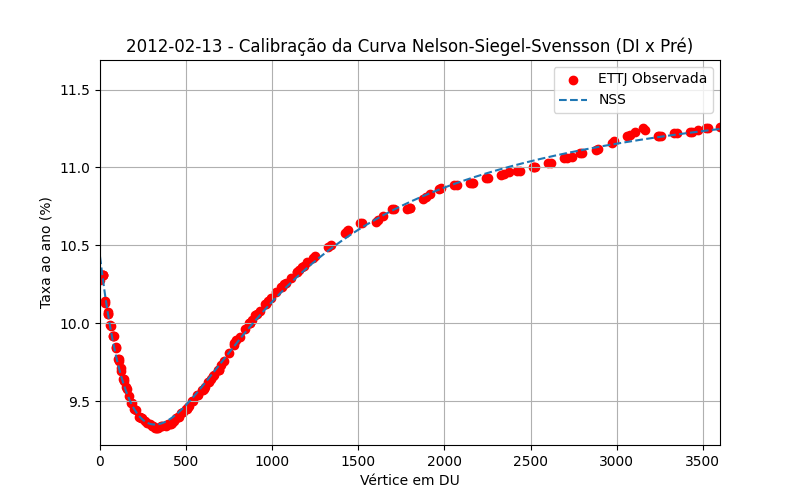 2012-02-13 - Calibração da Curva Nelson-Siegel-Svensson (DI x Pré)
ETTJ Observada
NSS
11.5
11.0
10.5
10.0
9.5
Taxa ao ano (%)
0 500 1000 1500 2000 2500 3000 3500
Vértice em DU